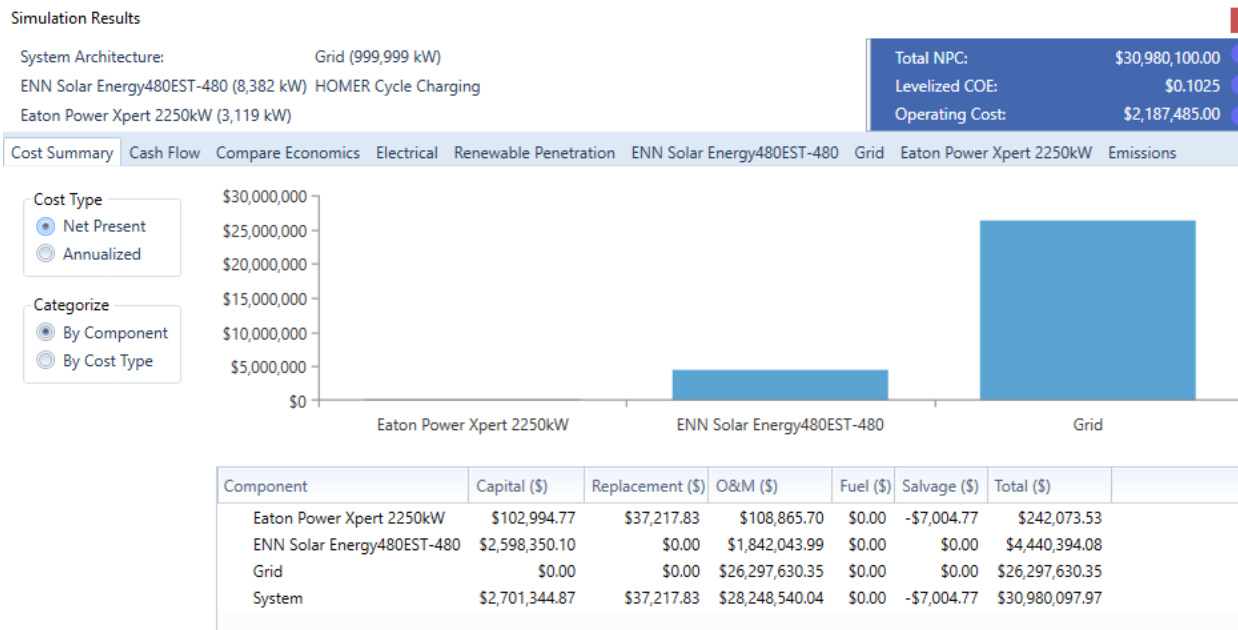 Simulation Results
System Architecture: Grid (999,999 kW)
ENN Solar Energy480EST-480 (8,382 kW) HOMER Cycle Charging
Eaton Power Xpert 2250kW (3,119 kW)
Total NPC: $30,980,100.00
Levelized COE: $0.1025
Operating Cost: $2,187,485.00
Cost Summary Cash Flow Compare Economics Electrical Renewable Penetration ENN Solar Energy480EST-480 Grid Eaton Power Xpert 2250kW Emissions
Cost Type
Net Present
Annualized
Categorize
By Component
By Cost Type
$30,000,000
$25,000,000
$20,000,000
$15,000,000
$10,000,000
$5,000,000
$0
Eaton Power Xpert 2250kW ENN Solar Energy480EST-480 Grid
Component Capital ($) Replacement ($) O&M ($) Fuel ($) Salvage ($) Total ($)
Eaton Power Xpert 2250kW $102,994.77 $37,217.83 $108,865.70 $0.00 -$7,004.77 $242,073.53
ENN Solar Energy480EST-480 $2,598,350.10 $0.00 $1,842,043.99 $0.00 $0.00 $4,440,394.08
Grid $0.00 $0.00 $26,297,630.35 $0.00 $0.00 $26,297,630.35
System $2,701,344.87 $37,217.83 $28,248,540.04 $0.00 -$7,004.77 $30,980,097.97